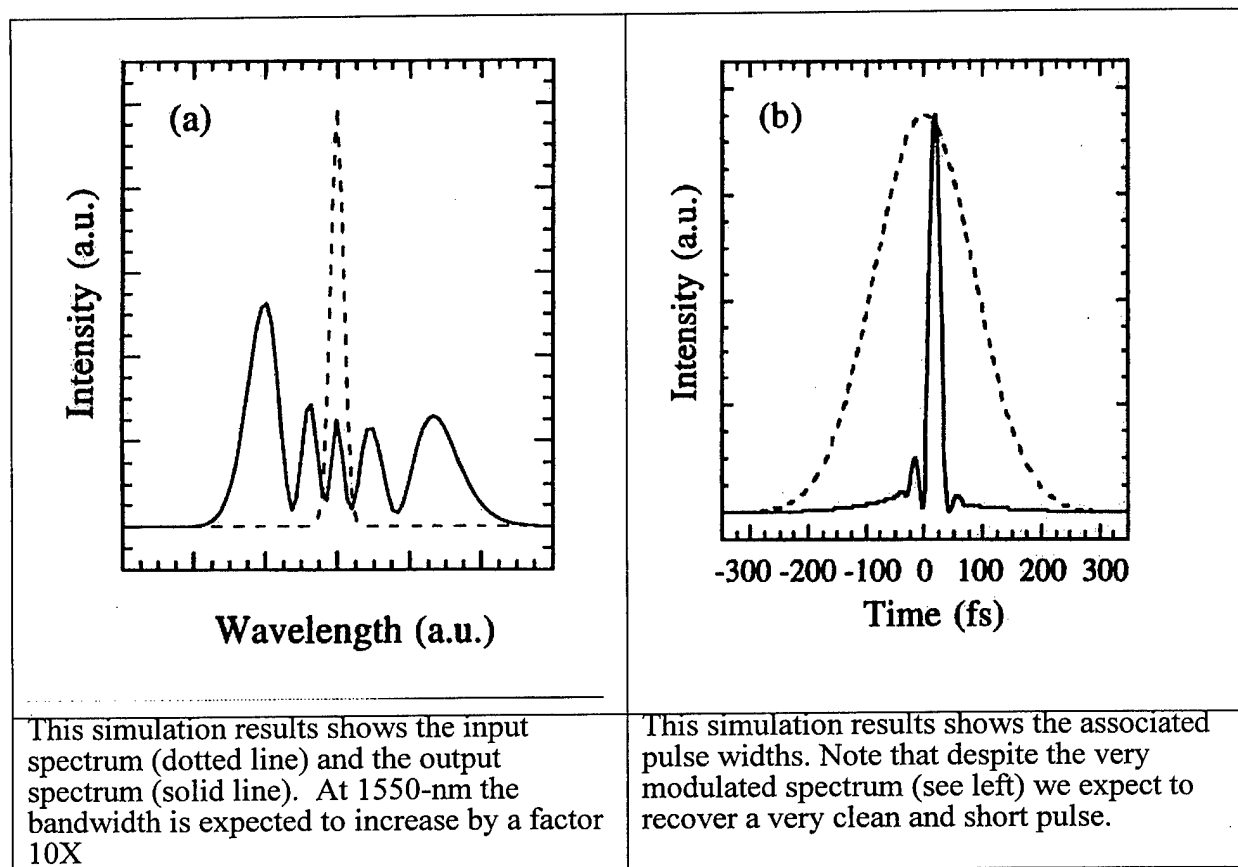 (a)
Intensity (a.u.)
Wavelength (a.u.)
(b)
Intensity (a.u.)
-300 -200 -100 0 100 200 300
Time (fs)
This simulation results shows the input
spectrum (dotted line) and the output
spectrum (solid line). At 1550-nm the
bandwidth is expected to increase by a factor
10X
This simulation results shows the associated
pulse widths. Note that despite the very
modulated spectrum (see left) we expect to
recover a very clean and short pulse.